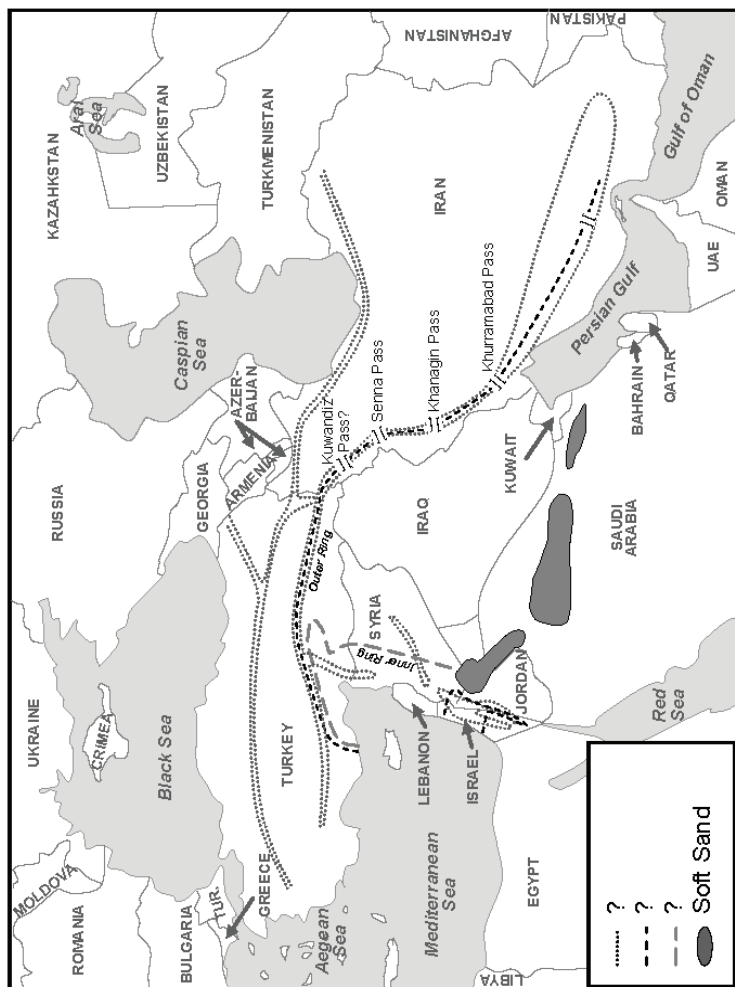 MOLDOVA
UKRAINE
RUSSIA
KAZAHKSTAN
ROMANIA
CRIMEA
Aral
Sea
BULGARIA
Black Sea
GEORGIA
Caspian
Sea
UZBEKISTAN
TUR.
AZER-
BAIJAN
ARMENIA
TURKMENISTAN
GREECE
TURKEY
Aegean
Sea
Outer Ring
Kuwandiz
Pass?
Senna Pass
Khanagin Pass
Khurramabad Pass
IRAN
AFGHANISTAN
PAKISTAN
SYRIA
Inner Ring
IRAQ
Mediterranean
Sea
LEBANON
ISRAEL
JORDAN
KUWAIT
Persian Gulf
Gulf of Oman
LIBYA
EGYPT
Red
Sea
SAUDI
ARABIA
BAHRAIN
QATAR
UAE
OMAN
?
?
?
Soft Sand